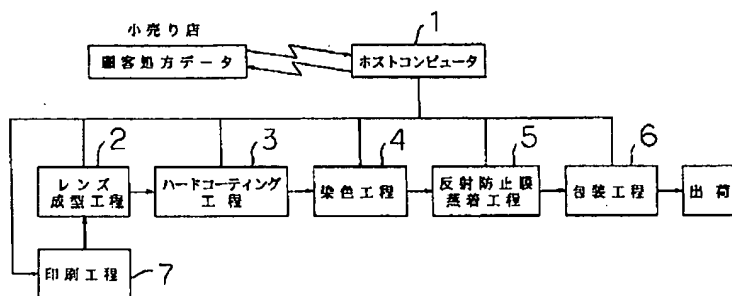 小売り店
顧客処方データ
1
ホストコンピュータ
2
レンズ
成型工程
3
ハードコーティング
工程
4
染色工程
5
反射防止膜
蒸着工程
6
包装工程
出荷
印刷工程
7